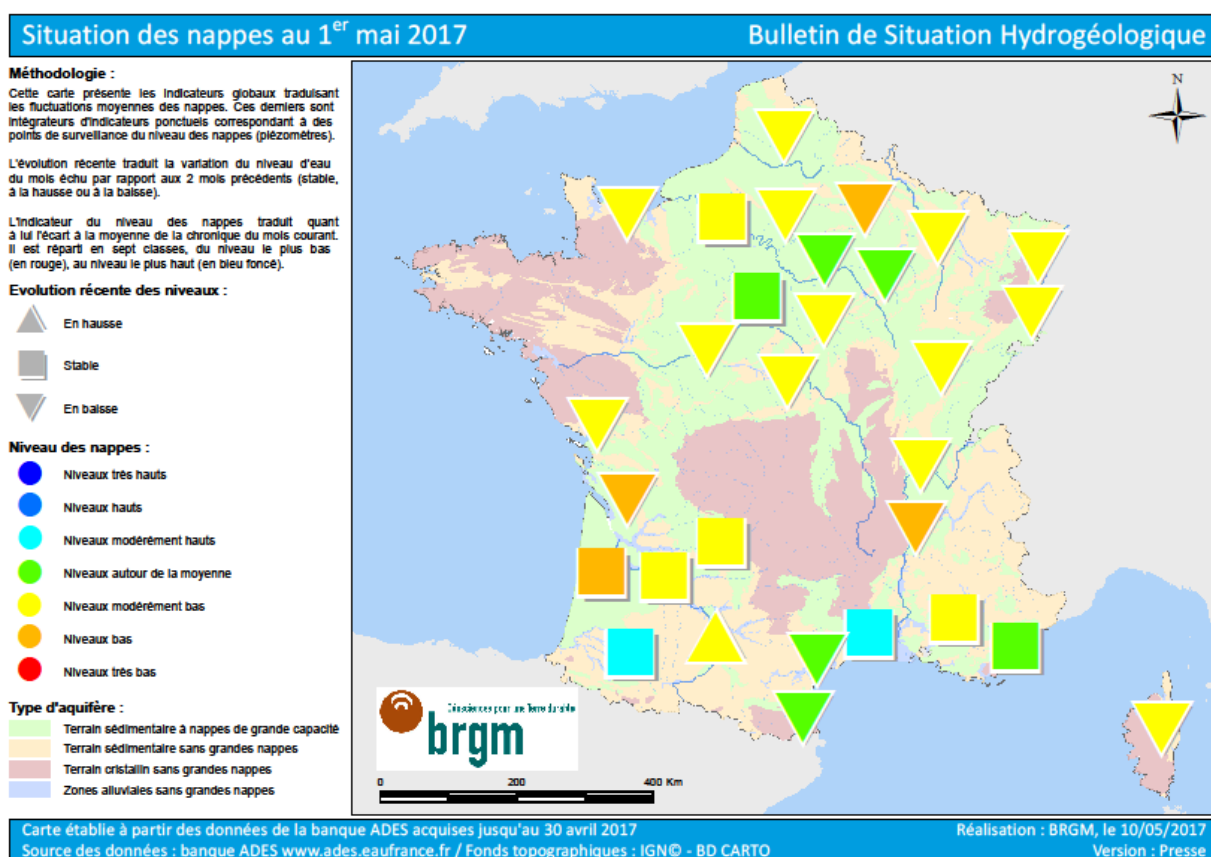 Situation des nappes au 1er mai 2017
Bulletin de Situation Hydrogéologique
Méthodologie :
Cette carte présente les indicateurs globaux traduisant
les fluctuations moyennes des nappes. Ces derniers sont
intégrateurs d'indicateurs ponctuels correspondant à des
points de surveillance du niveau des nappes (piézomètres).
L'évolution récente traduit la variation du niveau d'eau
du mois échu par rapport aux 2 mois précédents (stable,
à la hausse ou à la baisse).
L'indicateur du niveau des nappes traduit quant
à lui l'écart à la moyenne de la chronique du mois courant.
Il est réparti en sept classes, du niveau le plus bas
(en rouge), au niveau le plus haut (en bleu foncé).
Evolution récente des niveaux :
En hausse
Stable
En baisse
Niveau des nappes :
Niveaux très hauts
Niveaux hauts
Niveaux modérément hauts
Niveaux autour de la moyenne
Niveaux modérément bas
Niveaux bas
Niveaux très bas
Type d'aquifère :
Terrain sédimentaire à nappes de grande capacité
Terrain sédimentaire sans grandes nappes
Terrain cristallin sans grandes nappes
Zones alluviales sans grandes nappes
N
Géosciences pour une Terre durable
brgm
0 200 400 Km
Carte établie à partir des données de la banque ADES acquises jusqu'au 30 avril 2017
Source des données : banque ADES www.ades.eaufrance.fr / Fonds topographiques : IGN© - BD CARTO
Réalisation : BRGM, le 10/05/2017
Version : Presse